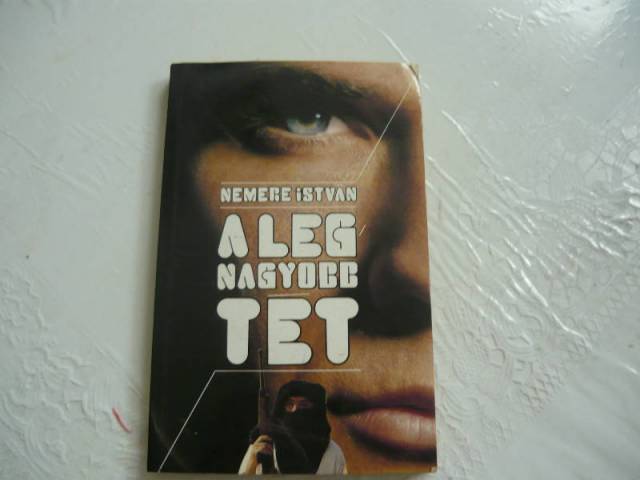 NEMERE ISTVÁN
A LEG
NAGYOBB
TÉT